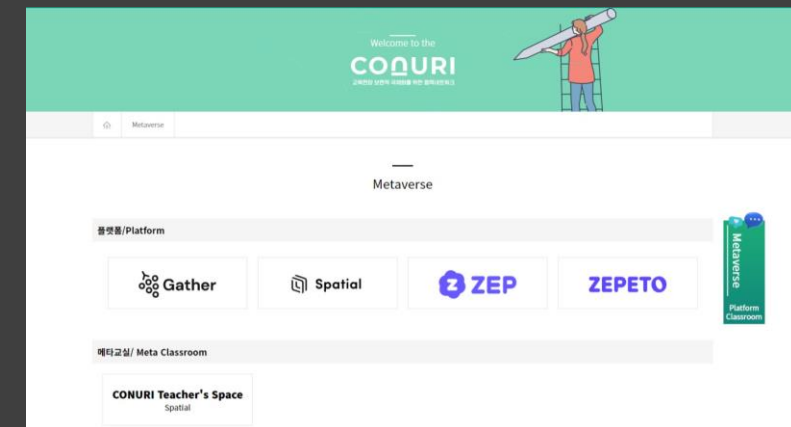 Welcome to the
CONURI
Metaverse
Metaverse
플랫폼/Platform
Gather
Spatial
ZEP
ZEPETO
Metaverse
Platform
Classroom
메타교실/ Meta Classroom
CONURI Teacher's Space
Spatial